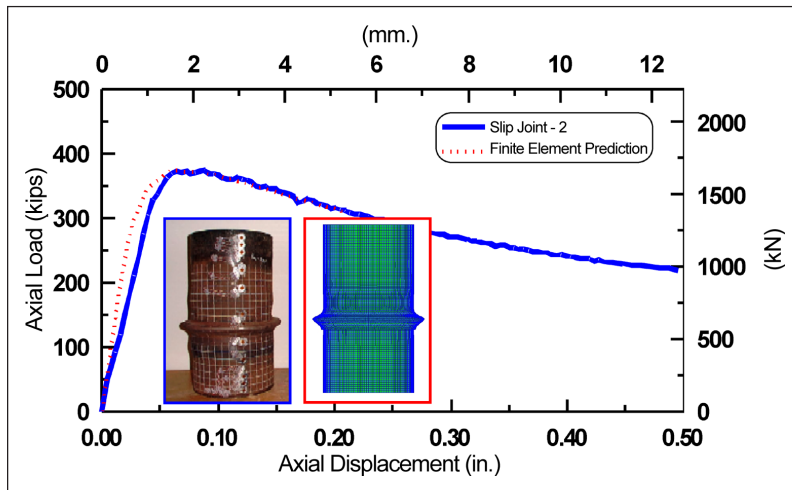 (mm.)
0 2 4 6 8 10 12
500
400
300
200
100
0
Axial Load (kips)
Slip Joint - 2
Finite Element Prediction
2000
1500
1000
500
0
(kN)
0.00 0.10 0.20 0.30 0.40 0.50
Axial Displacement (in.)